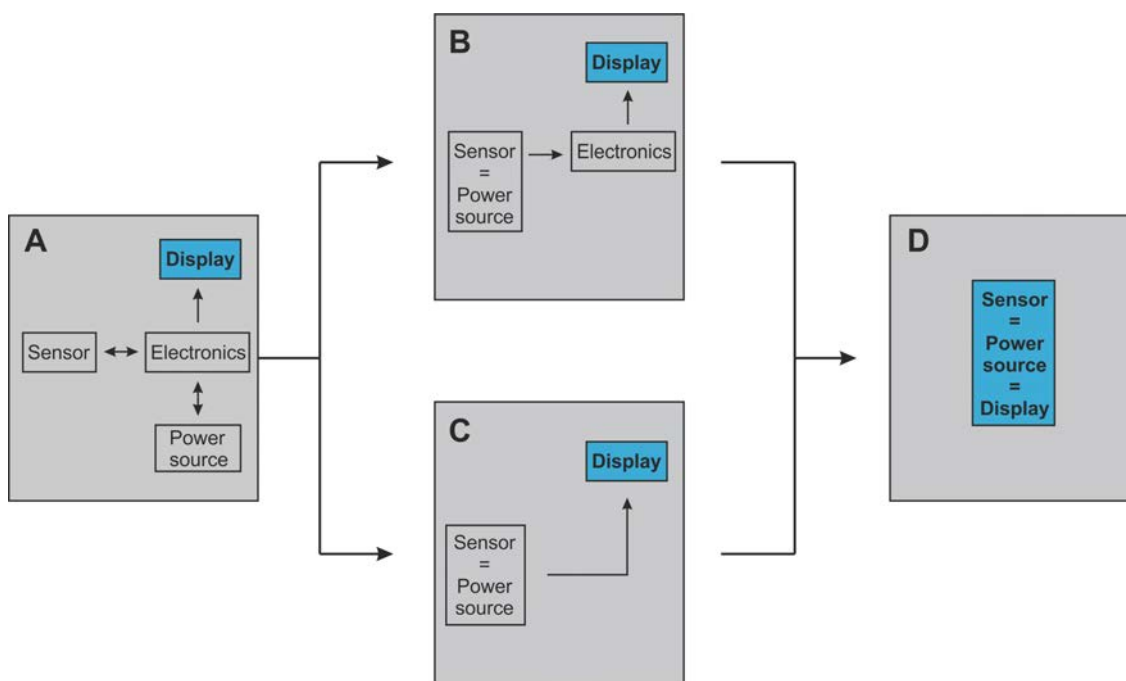 A
Display
Sensor
Electronics
Power
source
B
Display
Sensor
=
Power
source
Electronics
C
Display
Sensor
=
Power
source
D
Sensor
=
Power
source
=
Display